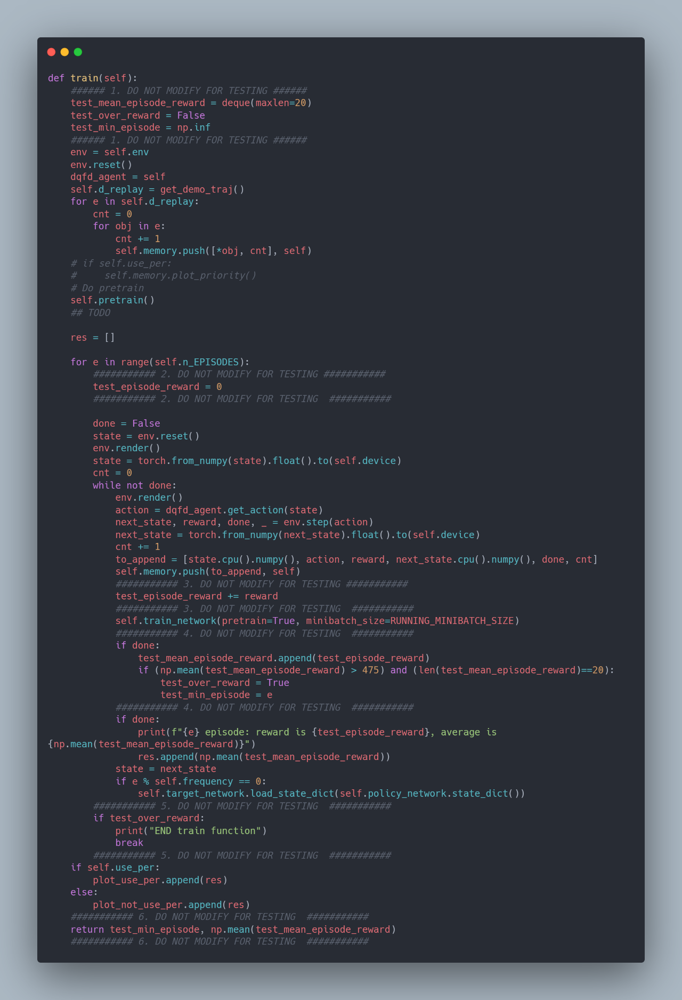 def train(self):
    ###### 1. DO NOT MODIFY FOR TESTING ######
    test_mean_episode_reward = deque(maxlen=20)
    test_over_reward = False
    test_min_episode = np.inf
    ###### 1. DO NOT MODIFY FOR TESTING ######
    env = self.env
    env.reset()
    dqfd_agent = self
    self.d_replay = get_demo_traj()
    for e in self.d_replay:
        cnt = 0
        for obj in e:
            cnt += 1
            self.memory.push([*obj, cnt], self)
    # if self.use_per:
    #     self.memory.plot_priority()
    # Do pretrain
    self.pretrain()
    ## TODO

    res = []

    for e in range(self.n_EPISODES):
        ########### 2. DO NOT MODIFY FOR TESTING ###########
        test_episode_reward = 0
        ########### 2. DO NOT MODIFY FOR TESTING  ###########

        done = False
        state = env.reset()
        env.render()
        state = torch.from_numpy(state).float().to(self.device)
        cnt = 0
        while not done:
            env.render()
            action = dqfd_agent.get_action(state)
            next_state, reward, done, _ = env.step(action)
            next_state = torch.from_numpy(next_state).float().to(self.device)
            cnt += 1
            to_append = [state.cpu().numpy(), action, reward, next_state.cpu().numpy(), done, cnt]
            self.memory.push(to_append, self)
            ########### 3. DO NOT MODIFY FOR TESTING ###########
            test_episode_reward += reward
            ########### 3. DO NOT MODIFY FOR TESTING  ###########
            self.train_network(pretrain=True, minibatch_size=RUNNING_MINIBATCH_SIZE)
            ########### 4. DO NOT MODIFY FOR TESTING  ###########
            if done:
                test_mean_episode_reward.append(test_episode_reward)
                if (np.mean(test_mean_episode_reward) > 475) and (len(test_mean_episode_reward)==20):
                    test_over_reward = True
                    test_min_episode = e
            ########### 4. DO NOT MODIFY FOR TESTING  ###########
            if done:
                print(f"{e} episode: reward is {test_episode_reward}, average is
{np.mean(test_mean_episode_reward)}")
                res.append(np.mean(test_mean_episode_reward))
            state = next_state
            if e % self.frequency == 0:
                self.target_network.load_state_dict(self.policy_network.state_dict())
        ########### 5. DO NOT MODIFY FOR TESTING  ###########
        if test_over_reward:
            print("END train function")
            break
        ########### 5. DO NOT MODIFY FOR TESTING  ###########
    if self.use_per:
        plot_use_per.append(res)
    else:
        plot_not_use_per.append(res)
    ########### 6. DO NOT MODIFY FOR TESTING  ###########
    return test_min_episode, np.mean(test_mean_episode_reward)
    ########### 6. DO NOT MODIFY FOR TESTING  ###########